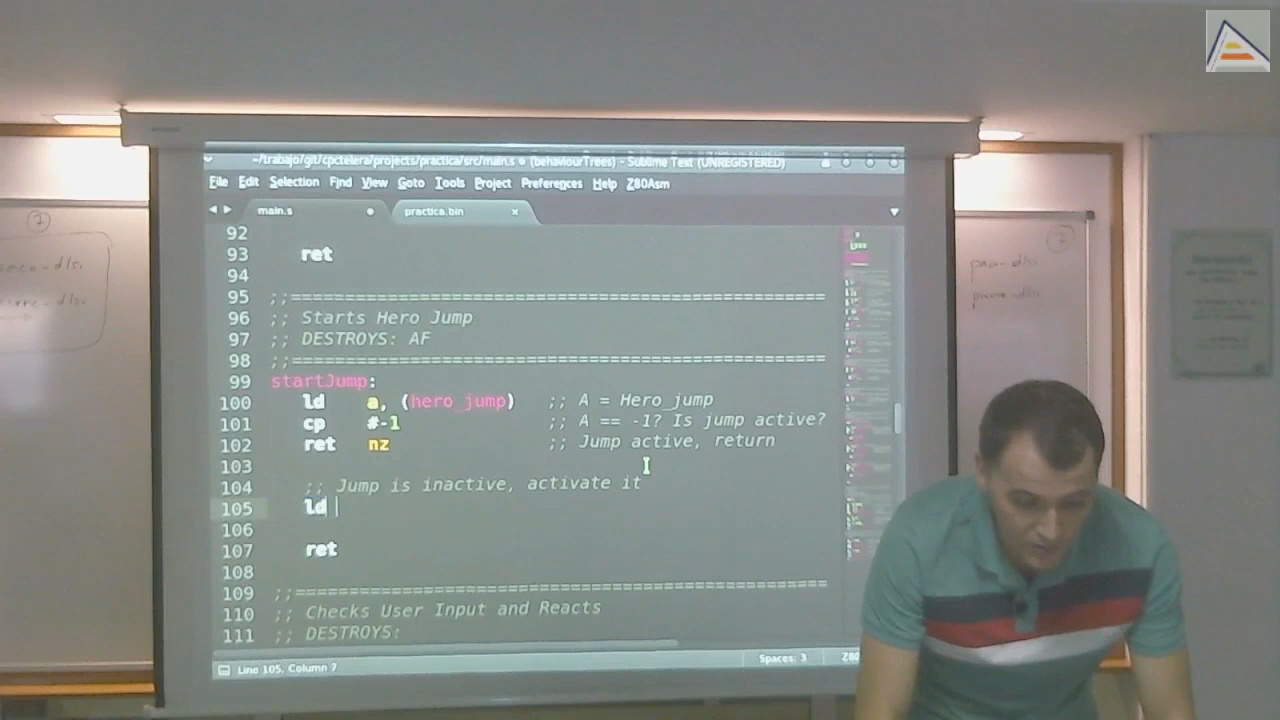 ~/trabajo/git/cpctelera/projects/practica/src/main.s • (behaviourTrees) - Sublime Text (UNREGISTERED)
File Edit Selection Find View Goto Tools Project Preferences Help Z80Asm
main.s practica.bin
92
93 ret
94
95 ;;====================================================
96 ;; Starts Hero Jump
97 ;; DESTROYS: AF
98 ;;====================================================
99 startJump:
100 ld a, (hero_jump) ;; A = Hero_jump
101 cp #-1 ;; A == -1? Is jump active?
102 ret nz ;; Jump active, return
103
104 ;; Jump is inactive, activate it
105 ld
106
107 ret
108
109 ;;====================================================
110 ;; Checks User Input and Reacts
111 ;; DESTROYS:
Line 105, Column 7 Spaces: 3 Z80